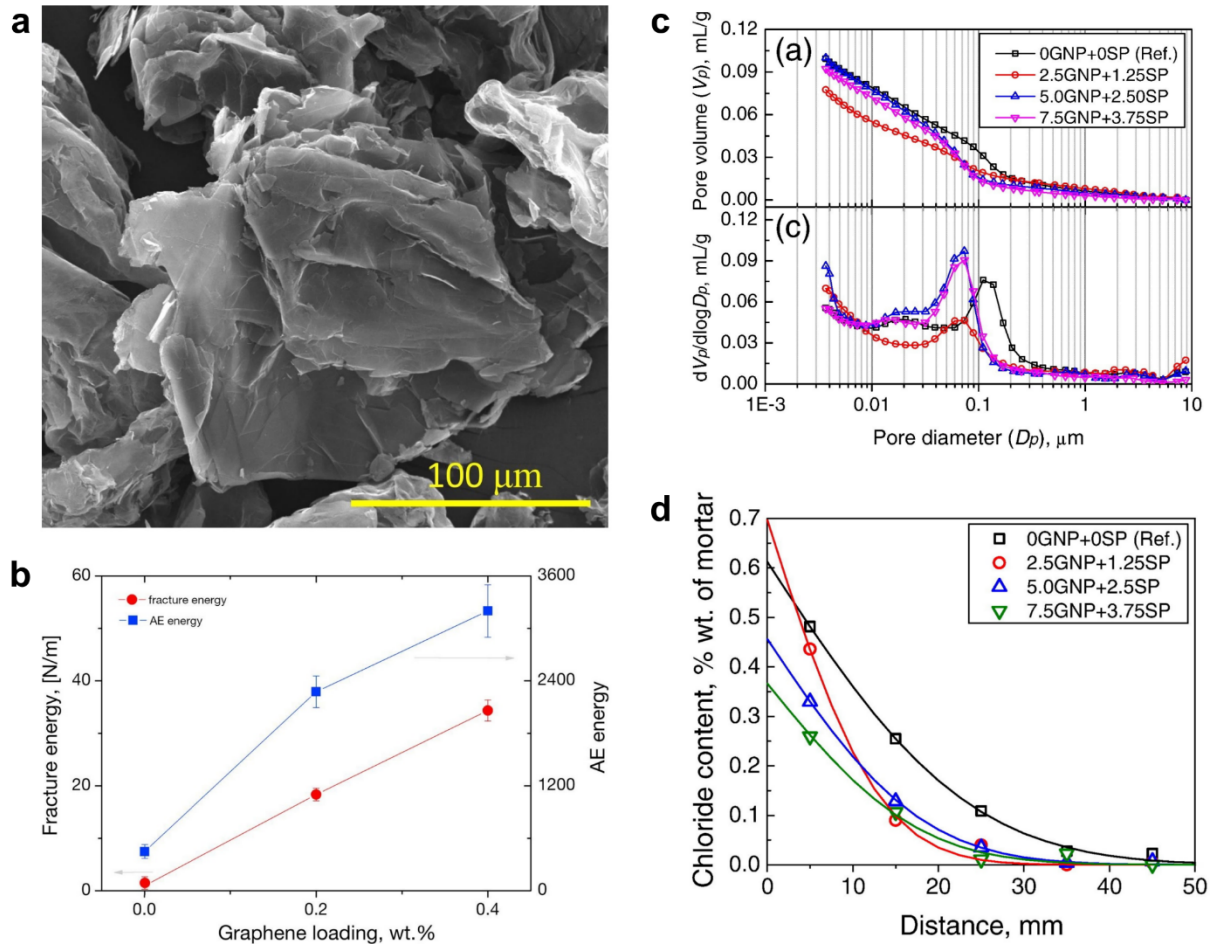 a
100 μm
b
60
40
20
0
Fracture energy, [N/m]
fracture energy
AE energy
3600
2400
1200
0
AE energy
0.0
0.2
0.4
Graphene loading, wt.%
c
(a)
0.12
0.09
0.06
0.03
0.00
Pore volume (Vp), mL/g
0GNP+0SP (Ref.)
2.5GNP+1.25SP
5.0GNP+2.50SP
7.5GNP+3.75SP
(c)
0.12
0.09
0.06
0.03
0.00
dVp/dlogDp, mL/g
1E-3
0.01
0.1
1
10
Pore diameter (Dp), μm
d
0.7
0.6
0.5
0.4
0.3
0.2
0.1
0.0
Chloride content, % wt. of mortar
0GNP+0SP (Ref.)
2.5GNP+1.25SP
5.0GNP+2.5SP
7.5GNP+3.75SP
0
10
20
30
40
50
Distance, mm